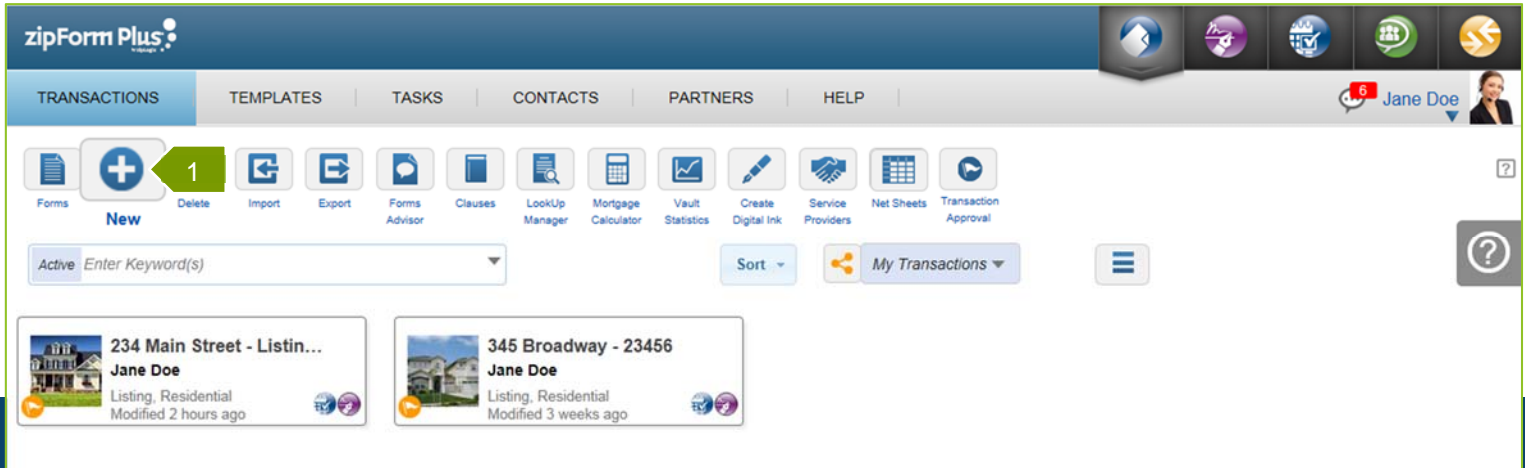 zipForm Plus
TRANSACTIONS TEMPLATES TASKS CONTACTS PARTNERS HELP
6 Jane Doe
1
Forms New Delete Import Export Forms Advisor Clauses LookUp Manager Mortgage Calculator Vault Statistics Create Digital Ink Service Providers Net Sheets Transaction Approval
?
Active Enter Keyword(s) Sort My Transactions
?
234 Main Street - Listin...
Jane Doe
Listing, Residential
Modified 2 hours ago
345 Broadway - 23456
Jane Doe
Listing, Residential
Modified 3 weeks ago